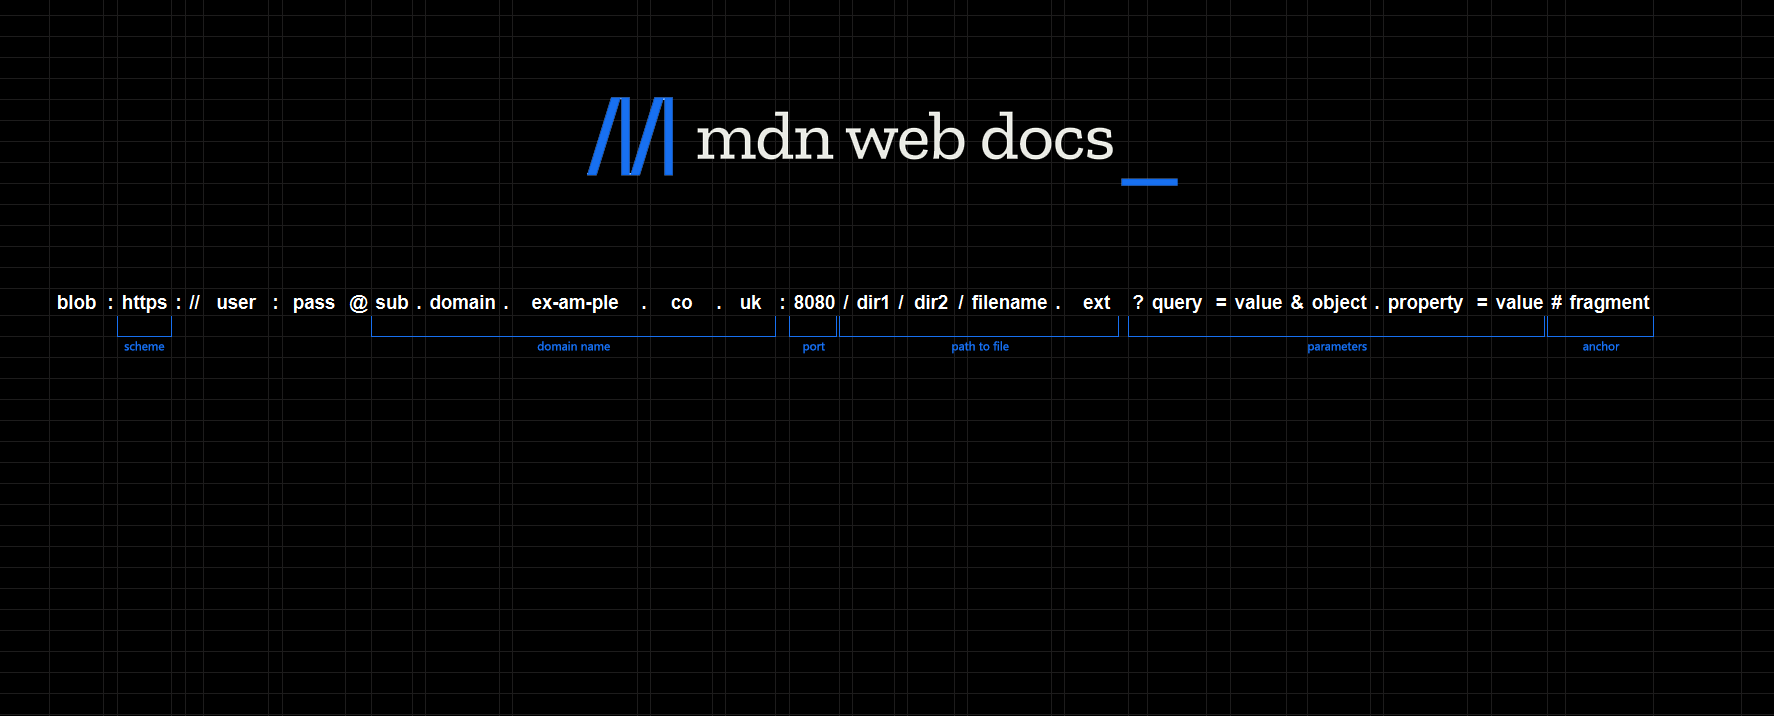 mdn web docs_
blob : https : // user : pass @ sub . domain . ex-am-ple . co . uk : 8080 / dir1 / dir2 / filename . ext ? query = value & object . property = value # fragment
scheme domain name port path to file parameters anchor